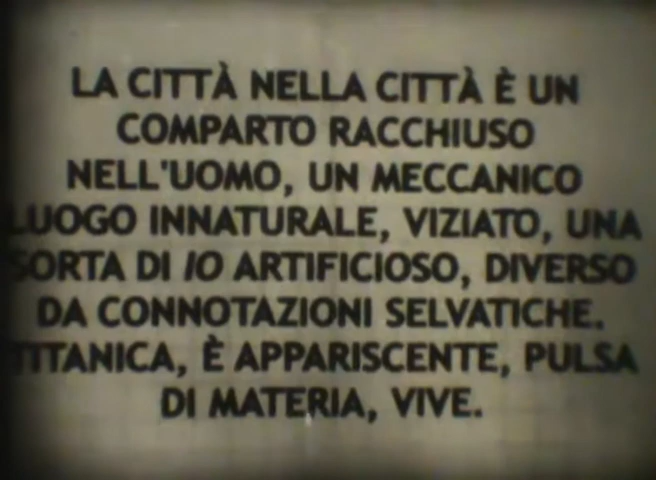 LA CITTÀ NELLA CITTÀ È UN
COMPARTO RACCHIUSO
NELL'UOMO, UN MECCANICO
LUOGO INNATURALE, VIZIATO, UNA
SORTA DI IO ARTIFICIOSO, DIVERSO
DA CONNOTAZIONI SELVATICHE.
TITANICA, È APPARISCENTE, PULSA
DI MATERIA, VIVE.